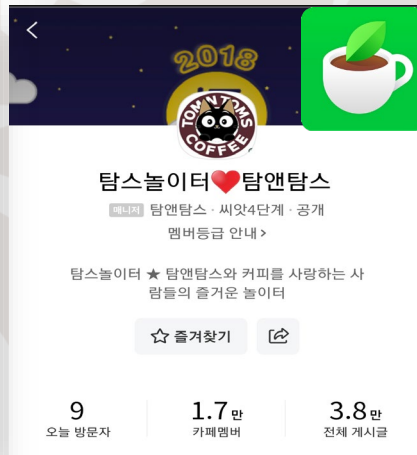 2018
TOM N TOMS
COFFEE
탐스놀이터❤️탐앤탐스
매니저 탐앤탐스 · 씨앗4단계 · 공개
멤버등급 안내 >
탐스놀이터 ★ 탐앤탐스와 커피를 사랑하는 사
람들의 즐거운 놀이터
☆ 즐겨찾기
9
오늘 방문자
1.7만
카페멤버
3.8만
전체 게시글